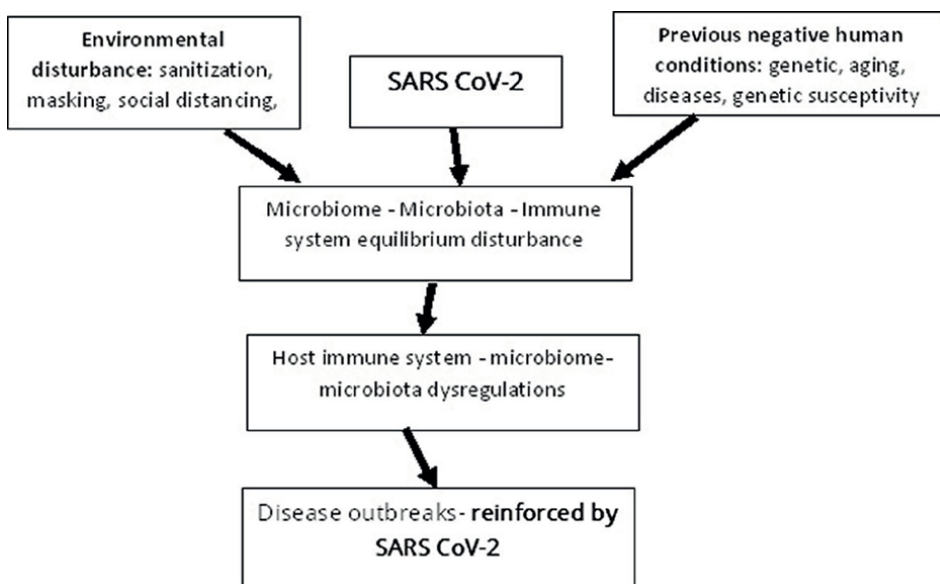 Environmental
disturbance: sanitization,
masking, social distancing,
SARS CoV-2
Previous negative human
conditions: genetic, aging,
diseases, genetic susceptivity
Microbiome - Microbiota - Immune
system equilibrium disturbance
Host immune system - microbiome-
microbiota dysregulations
Disease outbreaks- reinforced by
SARS CoV-2